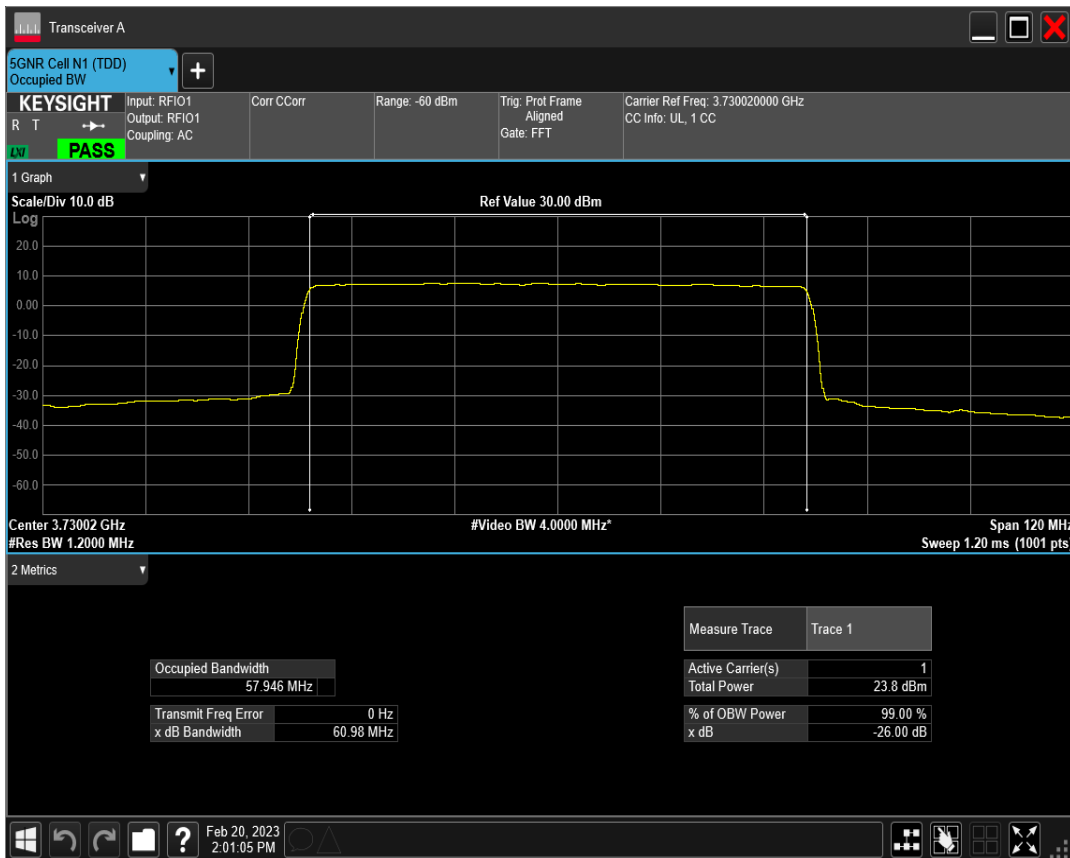 Transceiver A
5GNR Cell N1 (TDD)
Occupied BW
+
KEYSIGHT
R T
LXI
PASS
Input: RFIO1
Output: RFIO1
Coupling: AC
Corr CCorr
Range: -60 dBm
Trig: Prot Frame
Aligned
Gate: FFT
Carrier Ref Freq: 3.730020000 GHz
CC Info: UL, 1 CC
1 Graph
Scale/Div 10.0 dB
Ref Value 30.00 dBm
Log
20.0
10.0
0.00
-10.0
-20.0
-30.0
-40.0
-50.0
-60.0
Center 3.73002 GHz
#Video BW 4.0000 MHz*
Span 120 MHz
#Res BW 1.2000 MHz
Sweep 1.20 ms (1001 pts)
2 Metrics
Measure Trace Trace 1
Occupied Bandwidth
57.946 MHz
Active Carrier(s) 1
Total Power 23.8 dBm
Transmit Freq Error 0 Hz
x dB Bandwidth 60.98 MHz
% of OBW Power 99.00 %
x dB -26.00 dB
?
Feb 20, 2023
2:01:05 PM